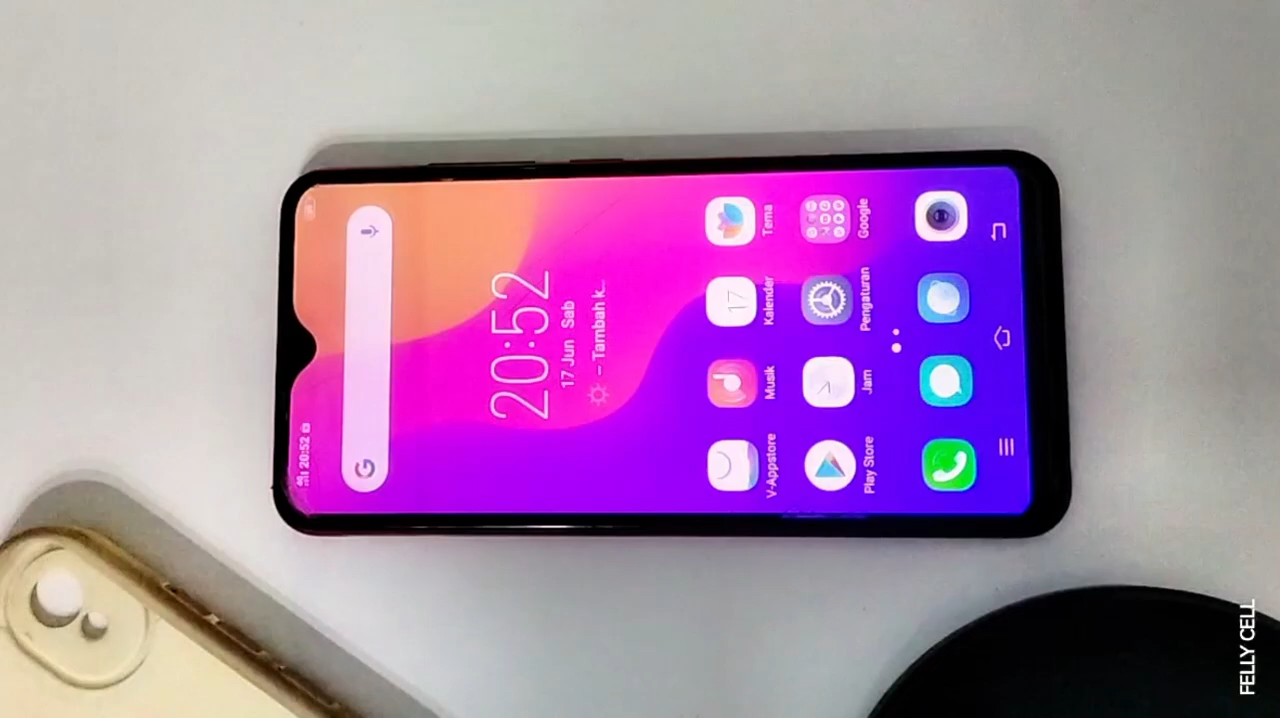 20:52
G
20:52
17 Jun Sab
– Tambah k...
V-Appstore
Musik
17
Kalender
Tema
Play Store
Jam
Pengaturan
Google
FELLY CELL